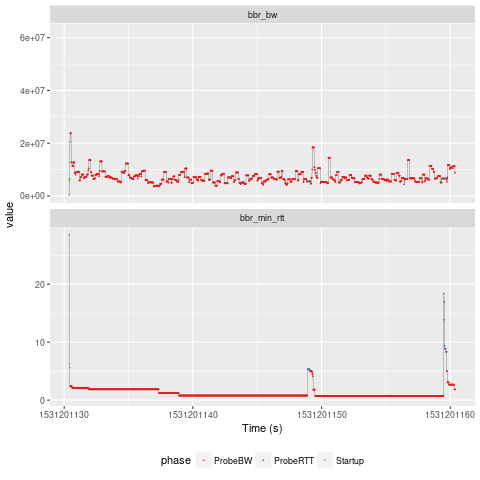 bbr_bw
6e+07
4e+07
2e+07
0e+00
value
bbr_min_rtt
20
10
0
1531201130 1531201140 1531201150 1531201160
Time (s)
phase ProbeBW ProbeRTT Startup